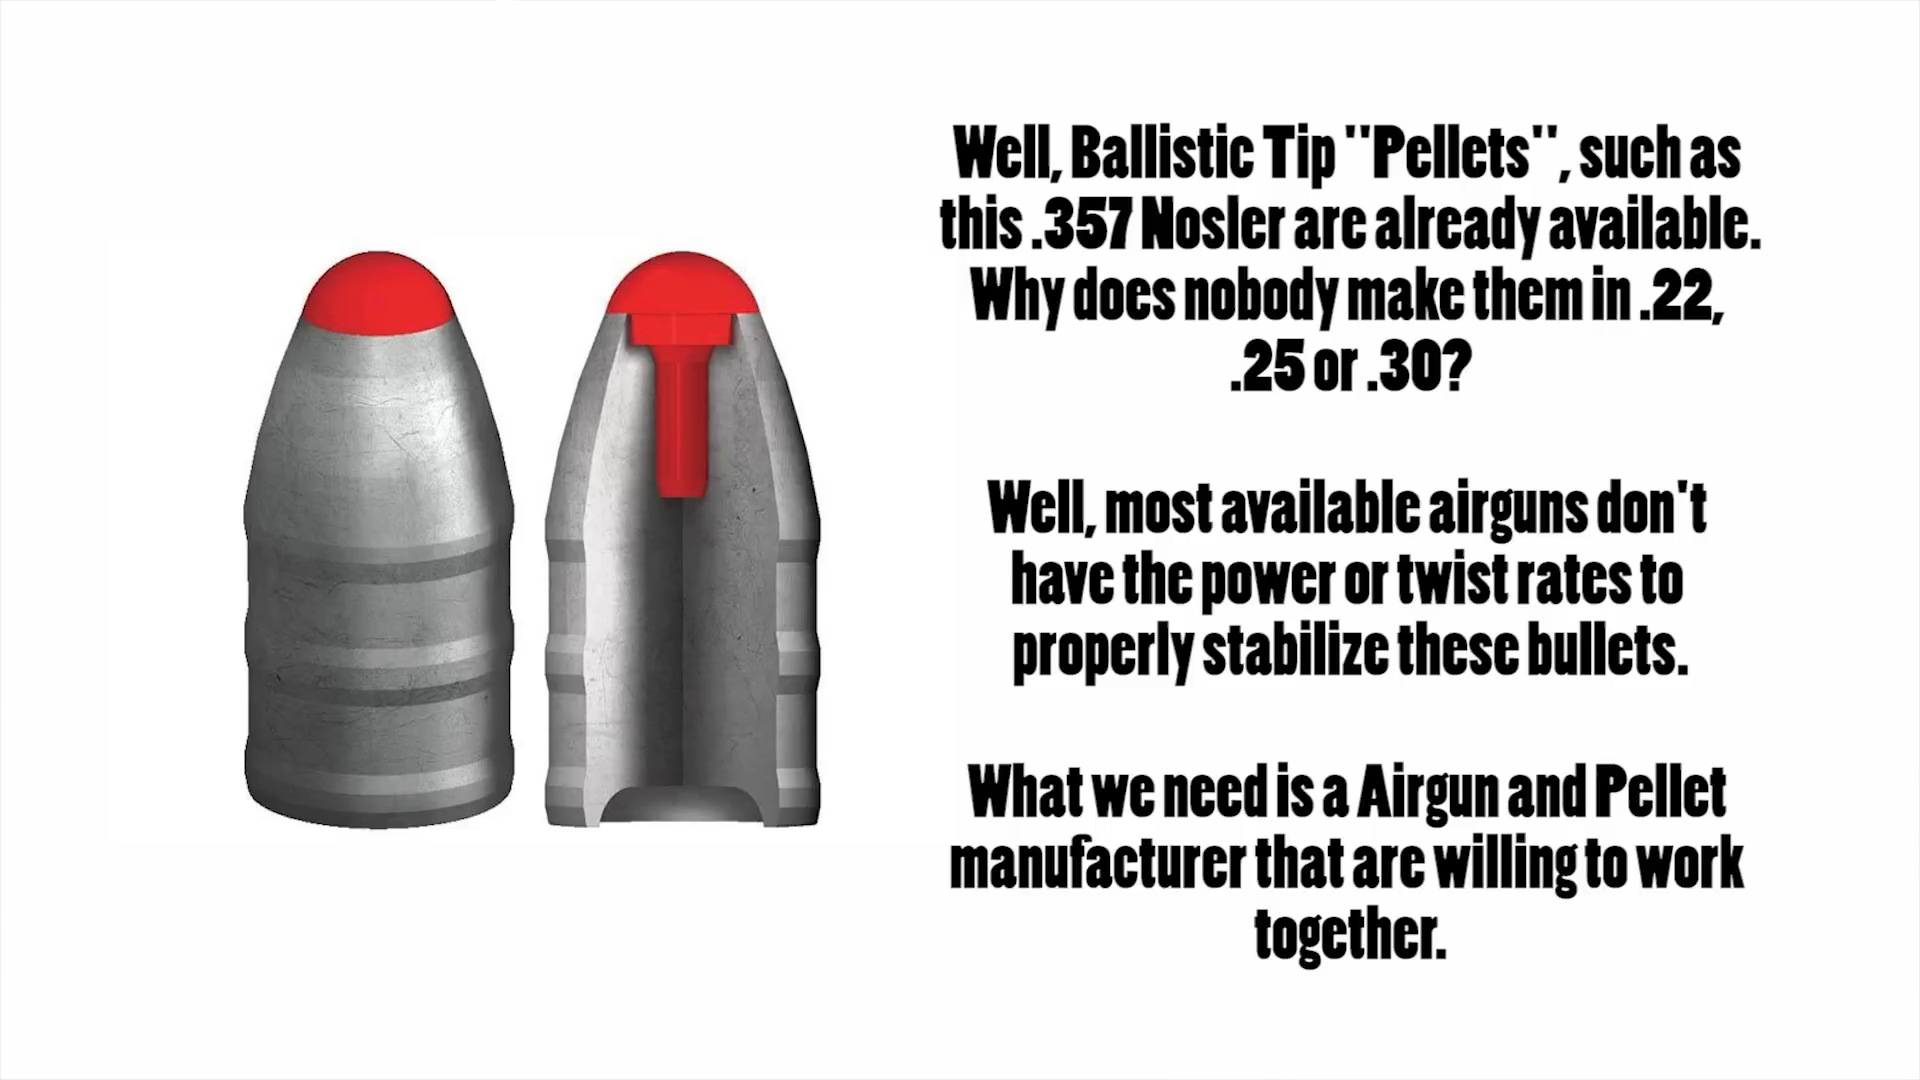 Well, Ballistic Tip "Pellets", such as
this .357 Nosler are already available.
Why does nobody make them in .22,
.25 or .30?
Well, most available airguns don't
have the power or twist rates to
properly stabilize these bullets.
What we need is a Airgun and Pellet
manufacturer that are willing to work
together.